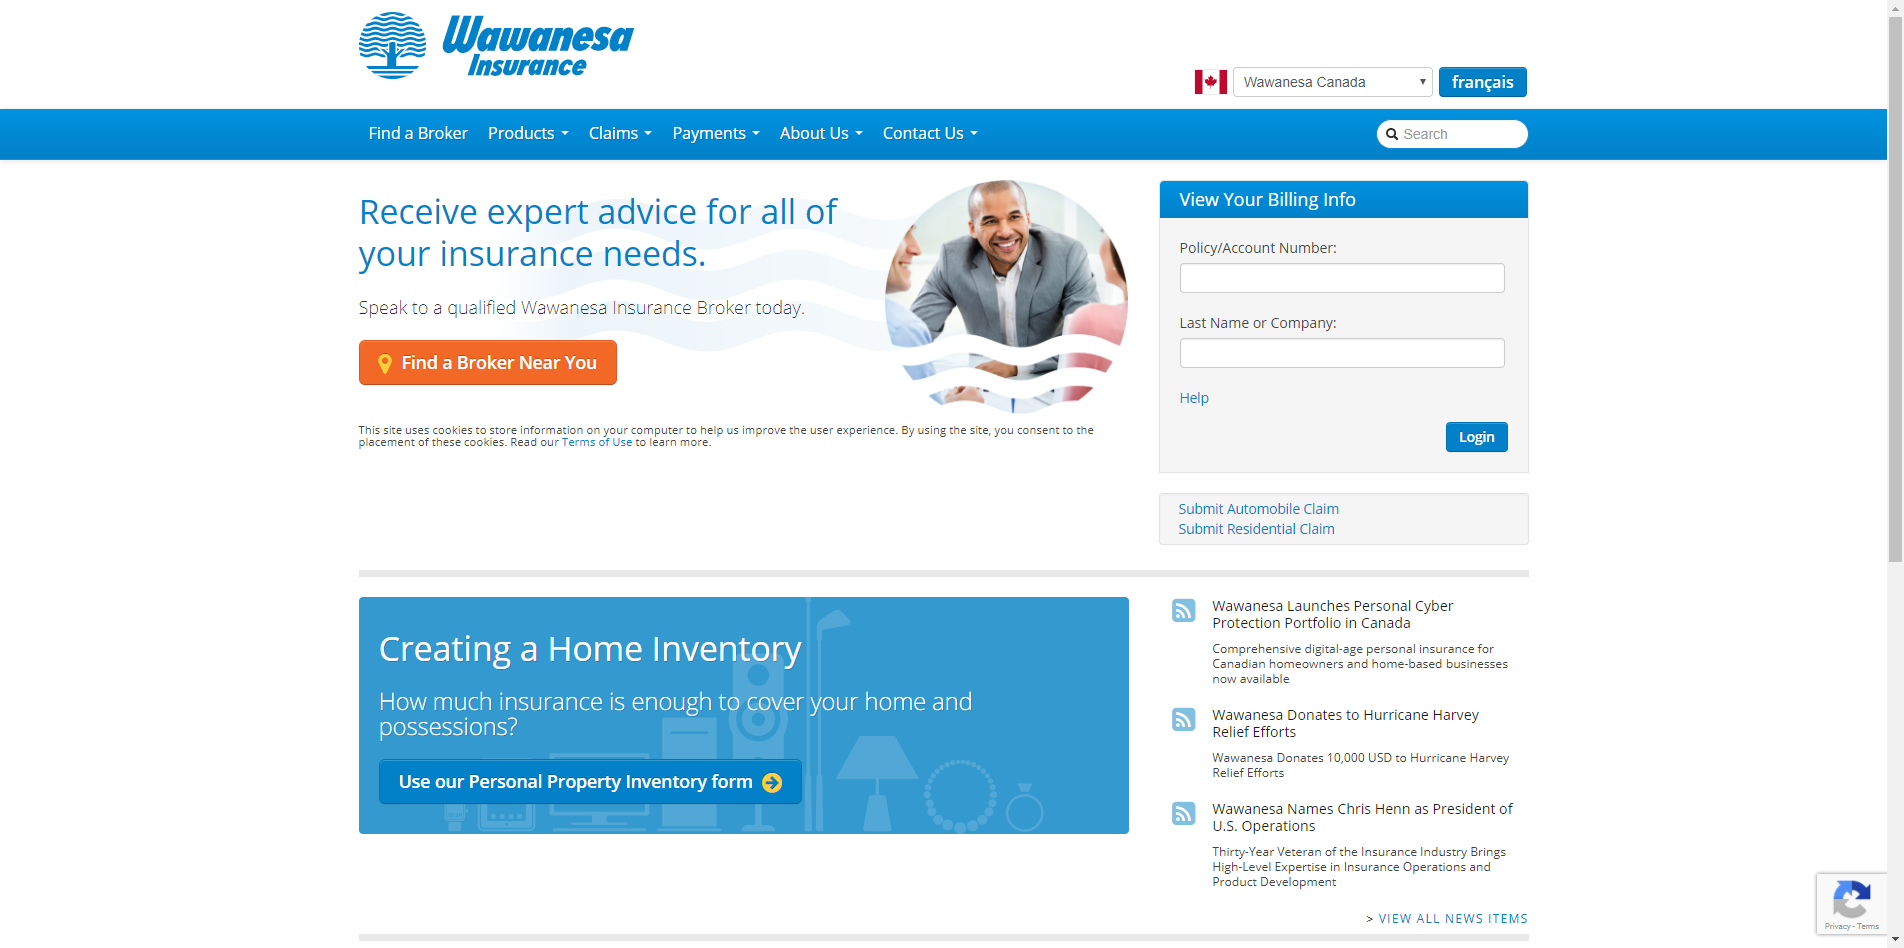 Wawanesa
Insurance
Wawanesa Canada
français
Find a Broker
Products
Claims
Payments
About Us
Contact Us
Search
Receive expert advice for all of
your insurance needs.
Speak to a qualified Wawanesa Insurance Broker today.
Find a Broker Near You
This site uses cookies to store information on your computer to help us improve the user experience. By using the site, you consent to the
placement of these cookies. Read our Terms of Use to learn more.
View Your Billing Info
Policy/Account Number:
Last Name or Company:
Help
Login
Submit Automobile Claim
Submit Residential Claim
Creating a Home Inventory
How much insurance is enough to cover your home and
possessions?
Use our Personal Property Inventory form
Wawanesa Launches Personal Cyber
Protection Portfolio in Canada
Comprehensive digital-age personal insurance for
Canadian homeowners and home-based businesses
now available
Wawanesa Donates to Hurricane Harvey
Relief Efforts
Wawanesa Donates 10,000 USD to Hurricane Harvey
Relief Efforts
Wawanesa Names Chris Henn as President of
U.S. Operations
Thirty-Year Veteran of the Insurance Industry Brings
High-Level Expertise in Insurance Operations and
Product Development
> VIEW ALL NEWS ITEMS
Privacy - Terms